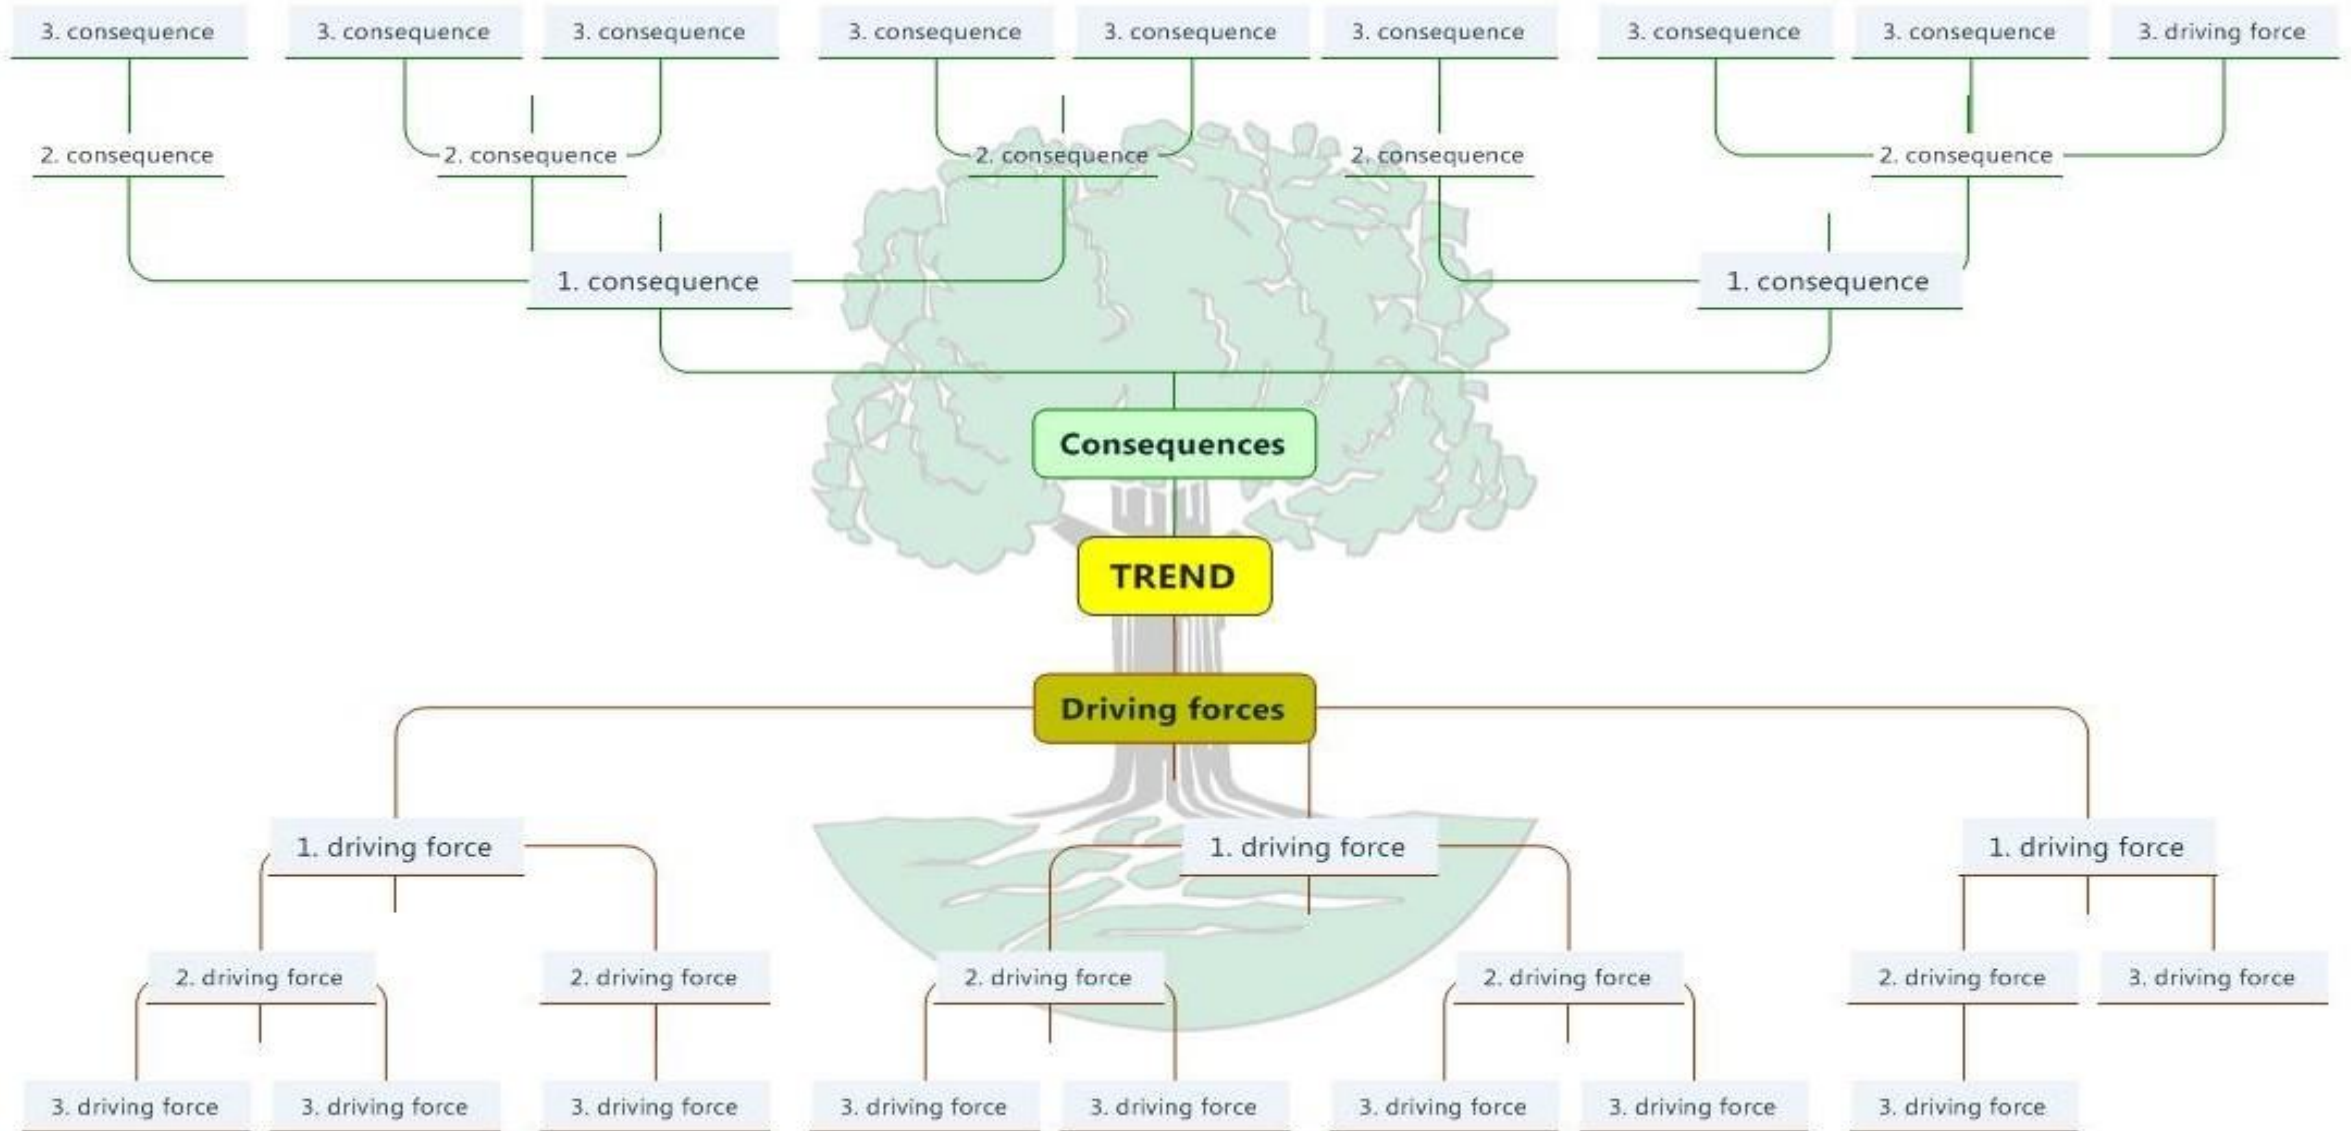 3. consequence
3. consequence
3. consequence
3. consequence
3. consequence
3. consequence
3. consequence
3. consequence
3. driving force
2. consequence
2. consequence
2. consequence
2. consequence
2. consequence
1. consequence
1. consequence
Consequences
TREND
Driving forces
1. driving force
1. driving force
1. driving force
2. driving force
2. driving force
2. driving force
2. driving force
2. driving force
3. driving force
3. driving force
3. driving force
3. driving force
3. driving force
3. driving force
3. driving force
3. driving force
3. driving force